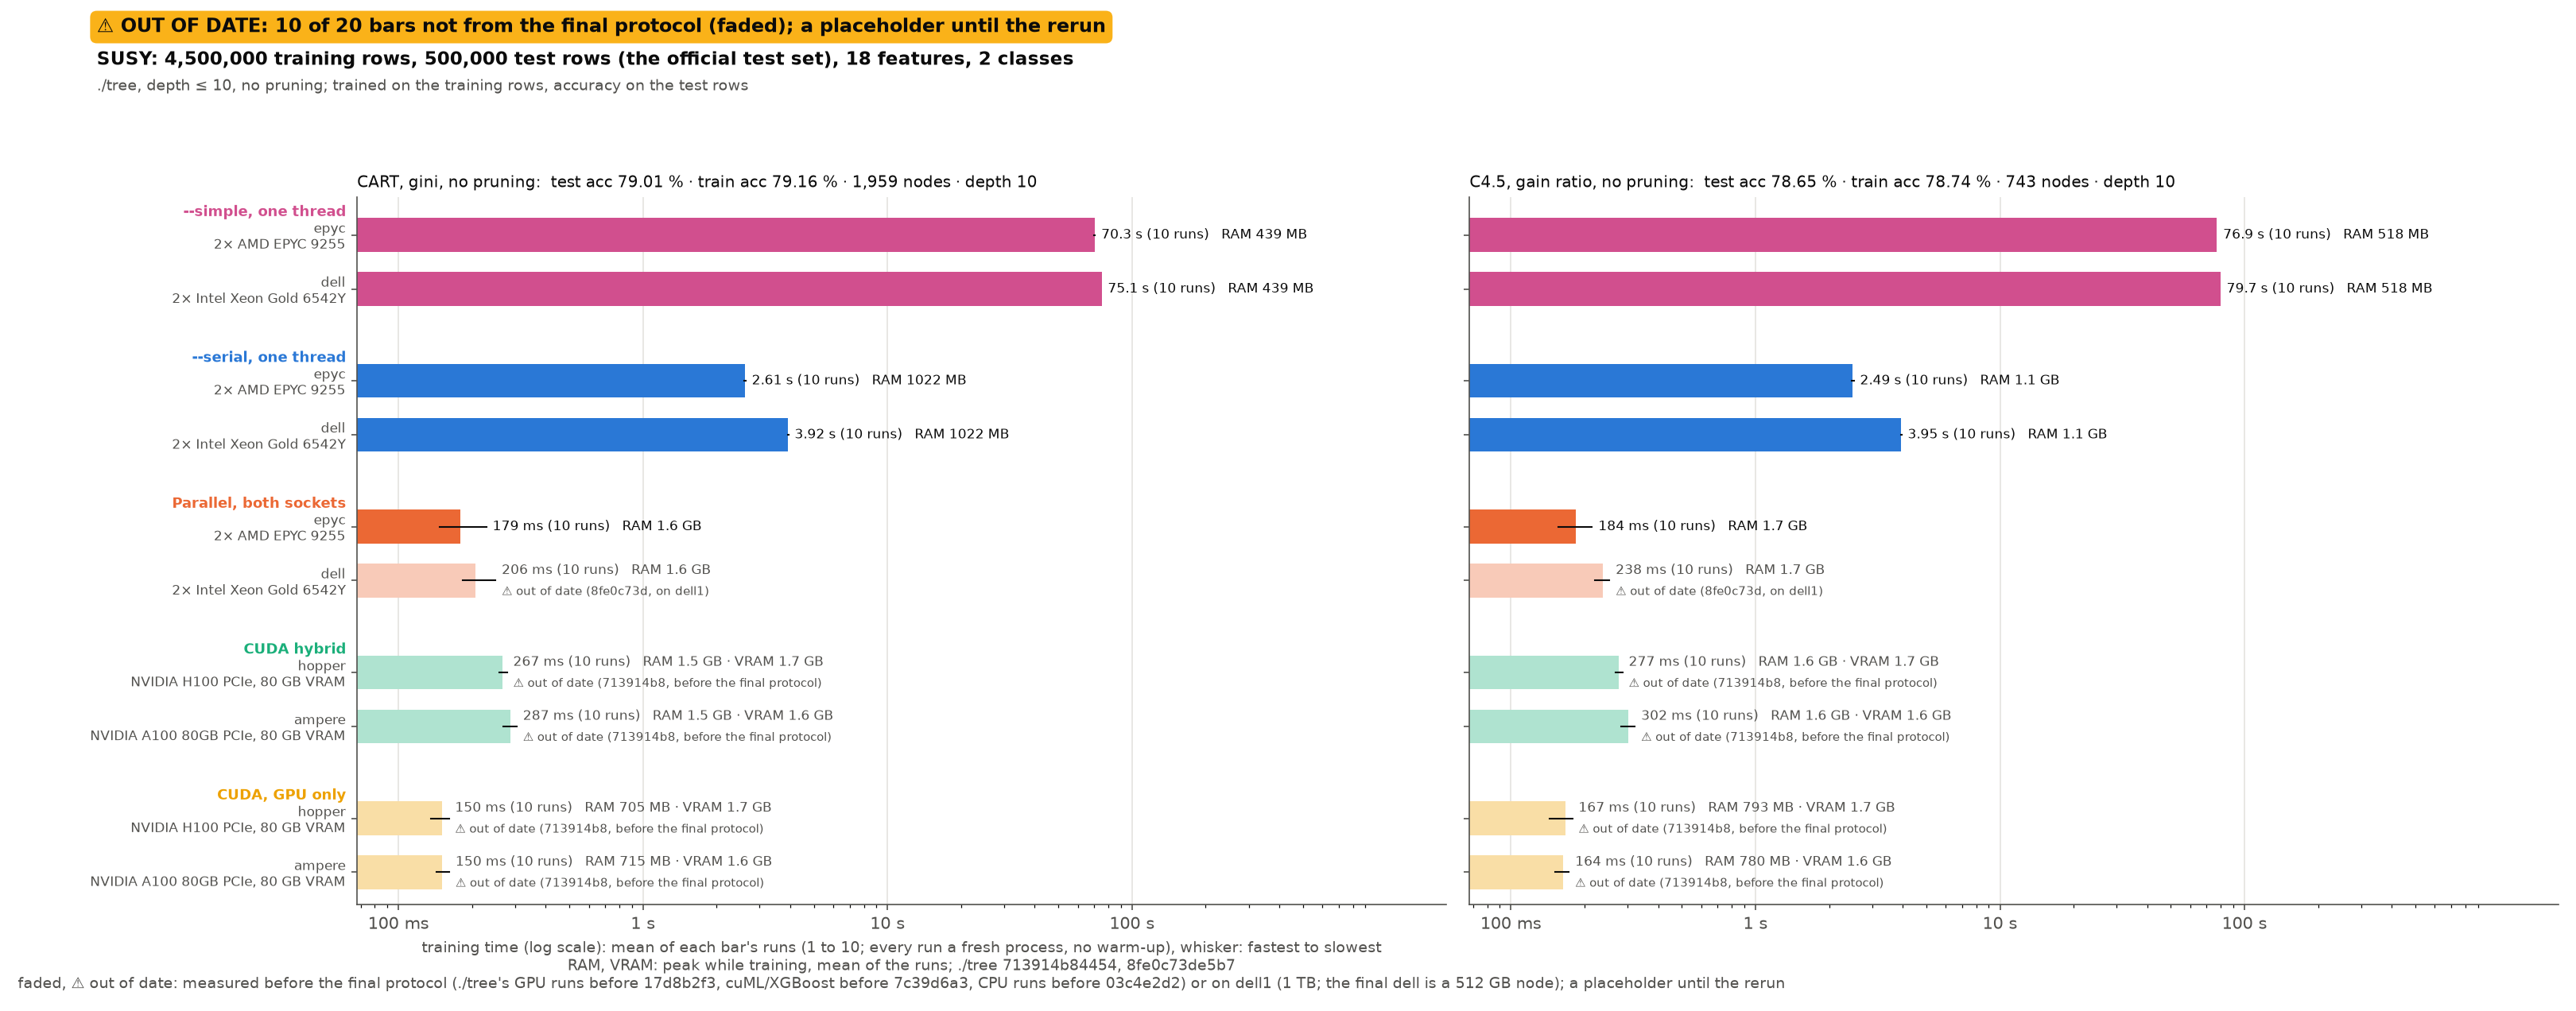 ⚠ OUT OF DATE: 10 of 20 bars not from the final protocol (faded); a placeholder until the rerun
SUSY: 4,500,000 training rows, 500,000 test rows (the official test set), 18 features, 2 classes
./tree, depth ≤ 10, no pruning; trained on the training rows, accuracy on the test rows
CART, gini, no pruning:  test acc 79.01 % · train acc 79.16 % · 1,959 nodes · depth 10
--simple, one thread
epyc
2× AMD EPYC 9255
70.3 s (10 runs)   RAM 439 MB
dell
2× Intel Xeon Gold 6542Y
75.1 s (10 runs)   RAM 439 MB
--serial, one thread
epyc
2× AMD EPYC 9255
2.61 s (10 runs)   RAM 1022 MB
dell
2× Intel Xeon Gold 6542Y
3.92 s (10 runs)   RAM 1022 MB
Parallel, both sockets
epyc
2× AMD EPYC 9255
179 ms (10 runs)   RAM 1.6 GB
dell
2× Intel Xeon Gold 6542Y
206 ms (10 runs)   RAM 1.6 GB
⚠ out of date (8fe0c73d, on dell1)
CUDA hybrid
hopper
NVIDIA H100 PCIe, 80 GB VRAM
267 ms (10 runs)   RAM 1.5 GB · VRAM 1.7 GB
⚠ out of date (713914b8, before the final protocol)
ampere
NVIDIA A100 80GB PCIe, 80 GB VRAM
287 ms (10 runs)   RAM 1.5 GB · VRAM 1.6 GB
⚠ out of date (713914b8, before the final protocol)
CUDA, GPU only
hopper
NVIDIA H100 PCIe, 80 GB VRAM
150 ms (10 runs)   RAM 705 MB · VRAM 1.7 GB
⚠ out of date (713914b8, before the final protocol)
ampere
NVIDIA A100 80GB PCIe, 80 GB VRAM
150 ms (10 runs)   RAM 715 MB · VRAM 1.6 GB
⚠ out of date (713914b8, before the final protocol)
100 ms   1 s   10 s   100 s
C4.5, gain ratio, no pruning:  test acc 78.65 % · train acc 78.74 % · 743 nodes · depth 10
76.9 s (10 runs)   RAM 518 MB
79.7 s (10 runs)   RAM 518 MB
2.49 s (10 runs)   RAM 1.1 GB
3.95 s (10 runs)   RAM 1.1 GB
184 ms (10 runs)   RAM 1.7 GB
238 ms (10 runs)   RAM 1.7 GB
⚠ out of date (8fe0c73d, on dell1)
277 ms (10 runs)   RAM 1.6 GB · VRAM 1.7 GB
⚠ out of date (713914b8, before the final protocol)
302 ms (10 runs)   RAM 1.6 GB · VRAM 1.6 GB
⚠ out of date (713914b8, before the final protocol)
167 ms (10 runs)   RAM 793 MB · VRAM 1.7 GB
⚠ out of date (713914b8, before the final protocol)
164 ms (10 runs)   RAM 780 MB · VRAM 1.6 GB
⚠ out of date (713914b8, before the final protocol)
100 ms   1 s   10 s   100 s
training time (log scale): mean of each bar's runs (1 to 10; every run a fresh process, no warm-up), whisker: fastest to slowest
RAM, VRAM: peak while training, mean of the runs; ./tree 713914b84454, 8fe0c73de5b7
faded, ⚠ out of date: measured before the final protocol (./tree's GPU runs before 17d8b2f3, cuML/XGBoost before 7c39d6a3, CPU runs before 03c4e2d2) or on dell1 (1 TB; the final dell is a 512 GB node); a placeholder until the rerun